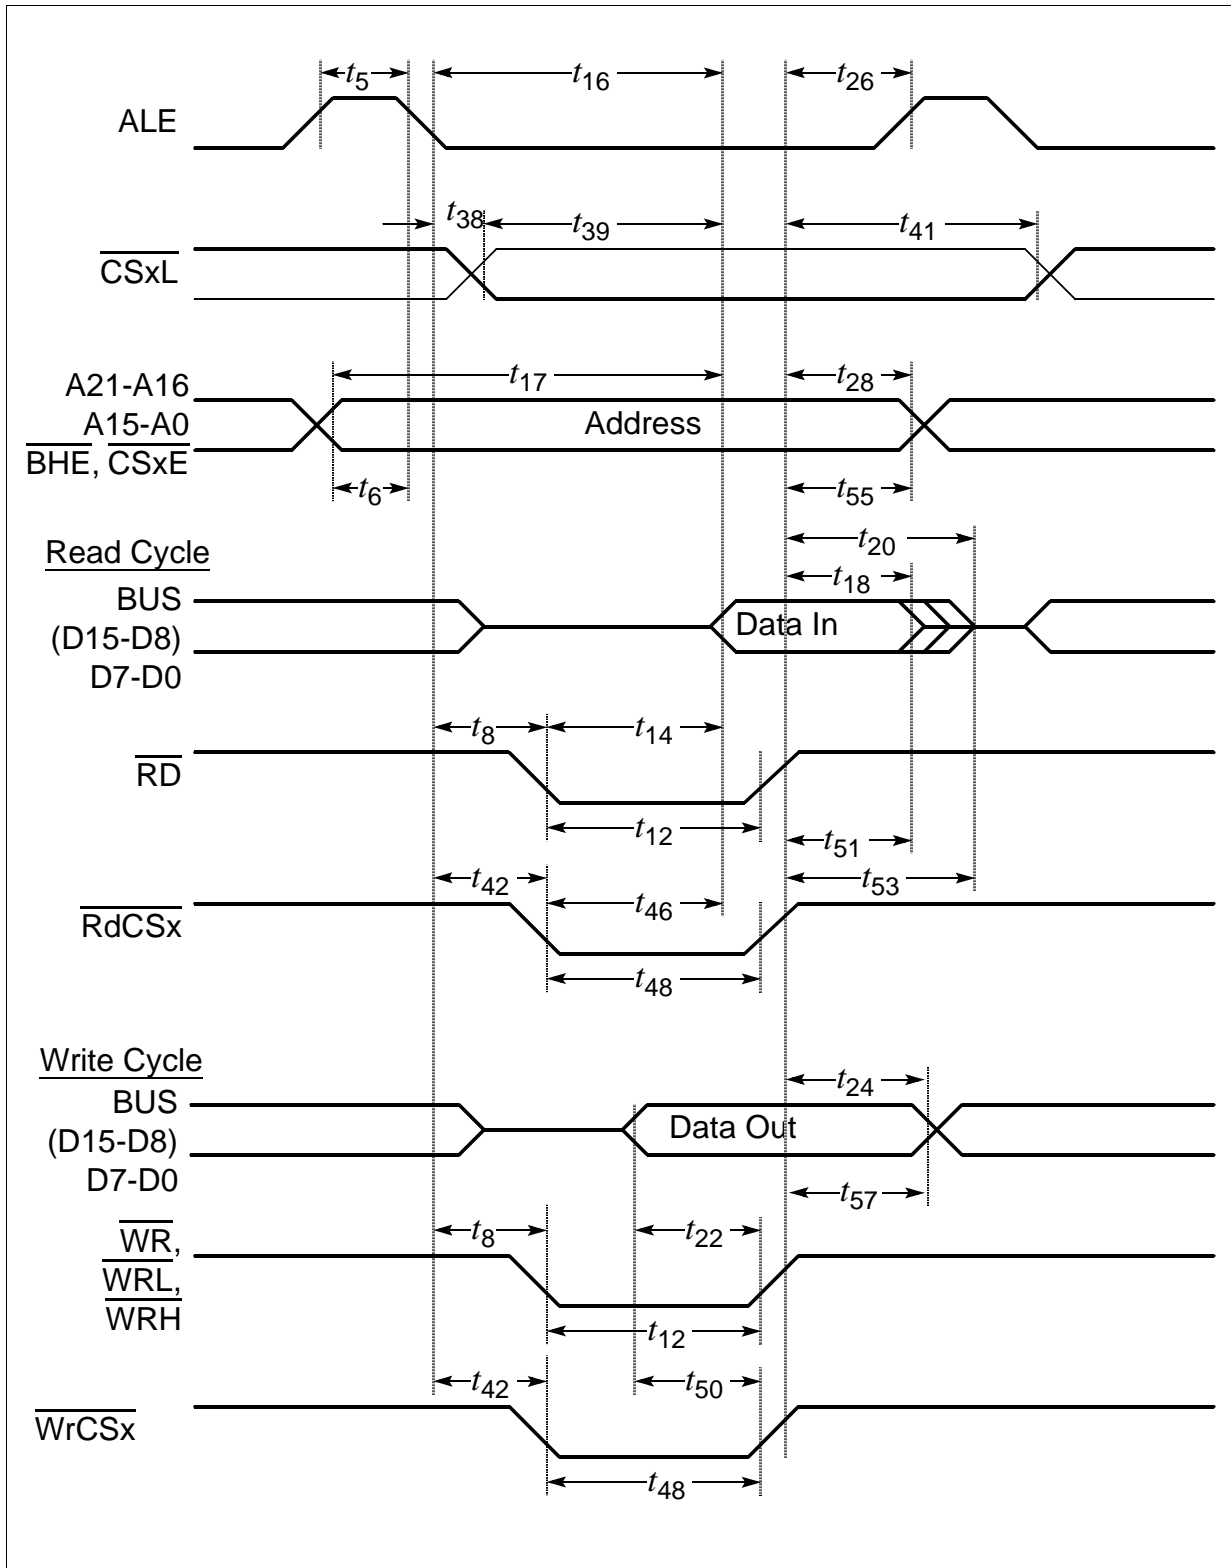 t5 t16 t26
ALE
t38 t39 t41
CSxL
t17 t28
A21-A16
A15-A0
BHE, CSxE
Address
t6 t55
t20
Read Cycle
t18
BUS
(D15-D8)
D7-D0
Data In
t8 t14
RD
t12 t51
t42 t46 t53
RdCSx
t48
Write Cycle
t24
BUS
(D15-D8)
D7-D0
Data Out
t57
t8 t22
WR,
WRL,
WRH
t12
t42 t50
WrCSx
t48